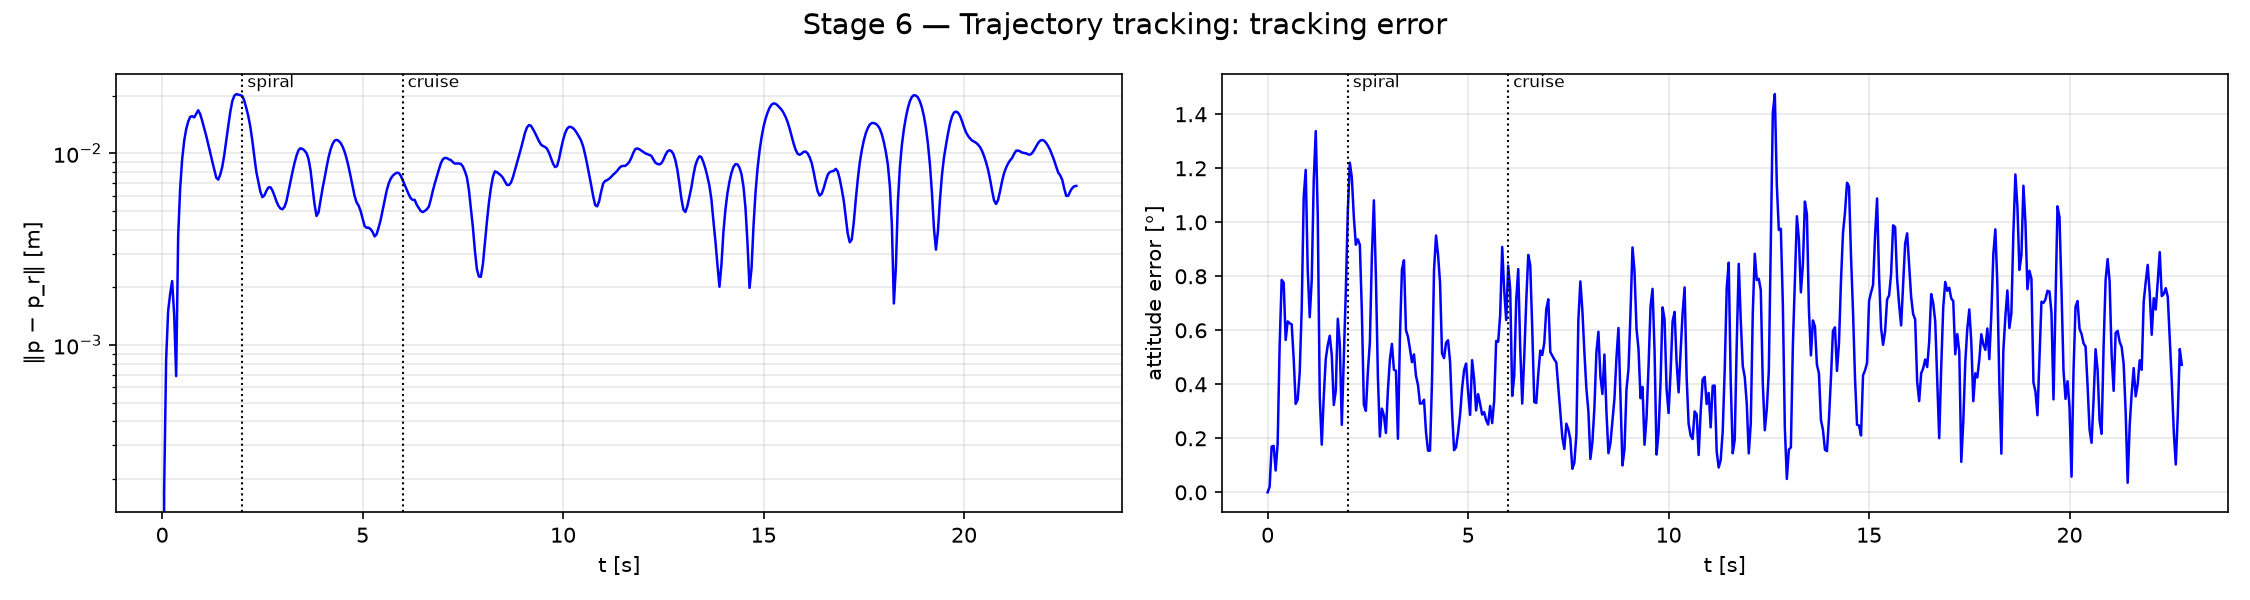 Stage 6 — Trajectory tracking: tracking error
spiral
cruise
10⁻²
10⁻³
‖p − p_r‖ [m]
0 5 10 15 20
t [s]
spiral
cruise
1.4
1.2
1.0
0.8
0.6
0.4
0.2
0.0
attitude error [°]
0 5 10 15 20
t [s]